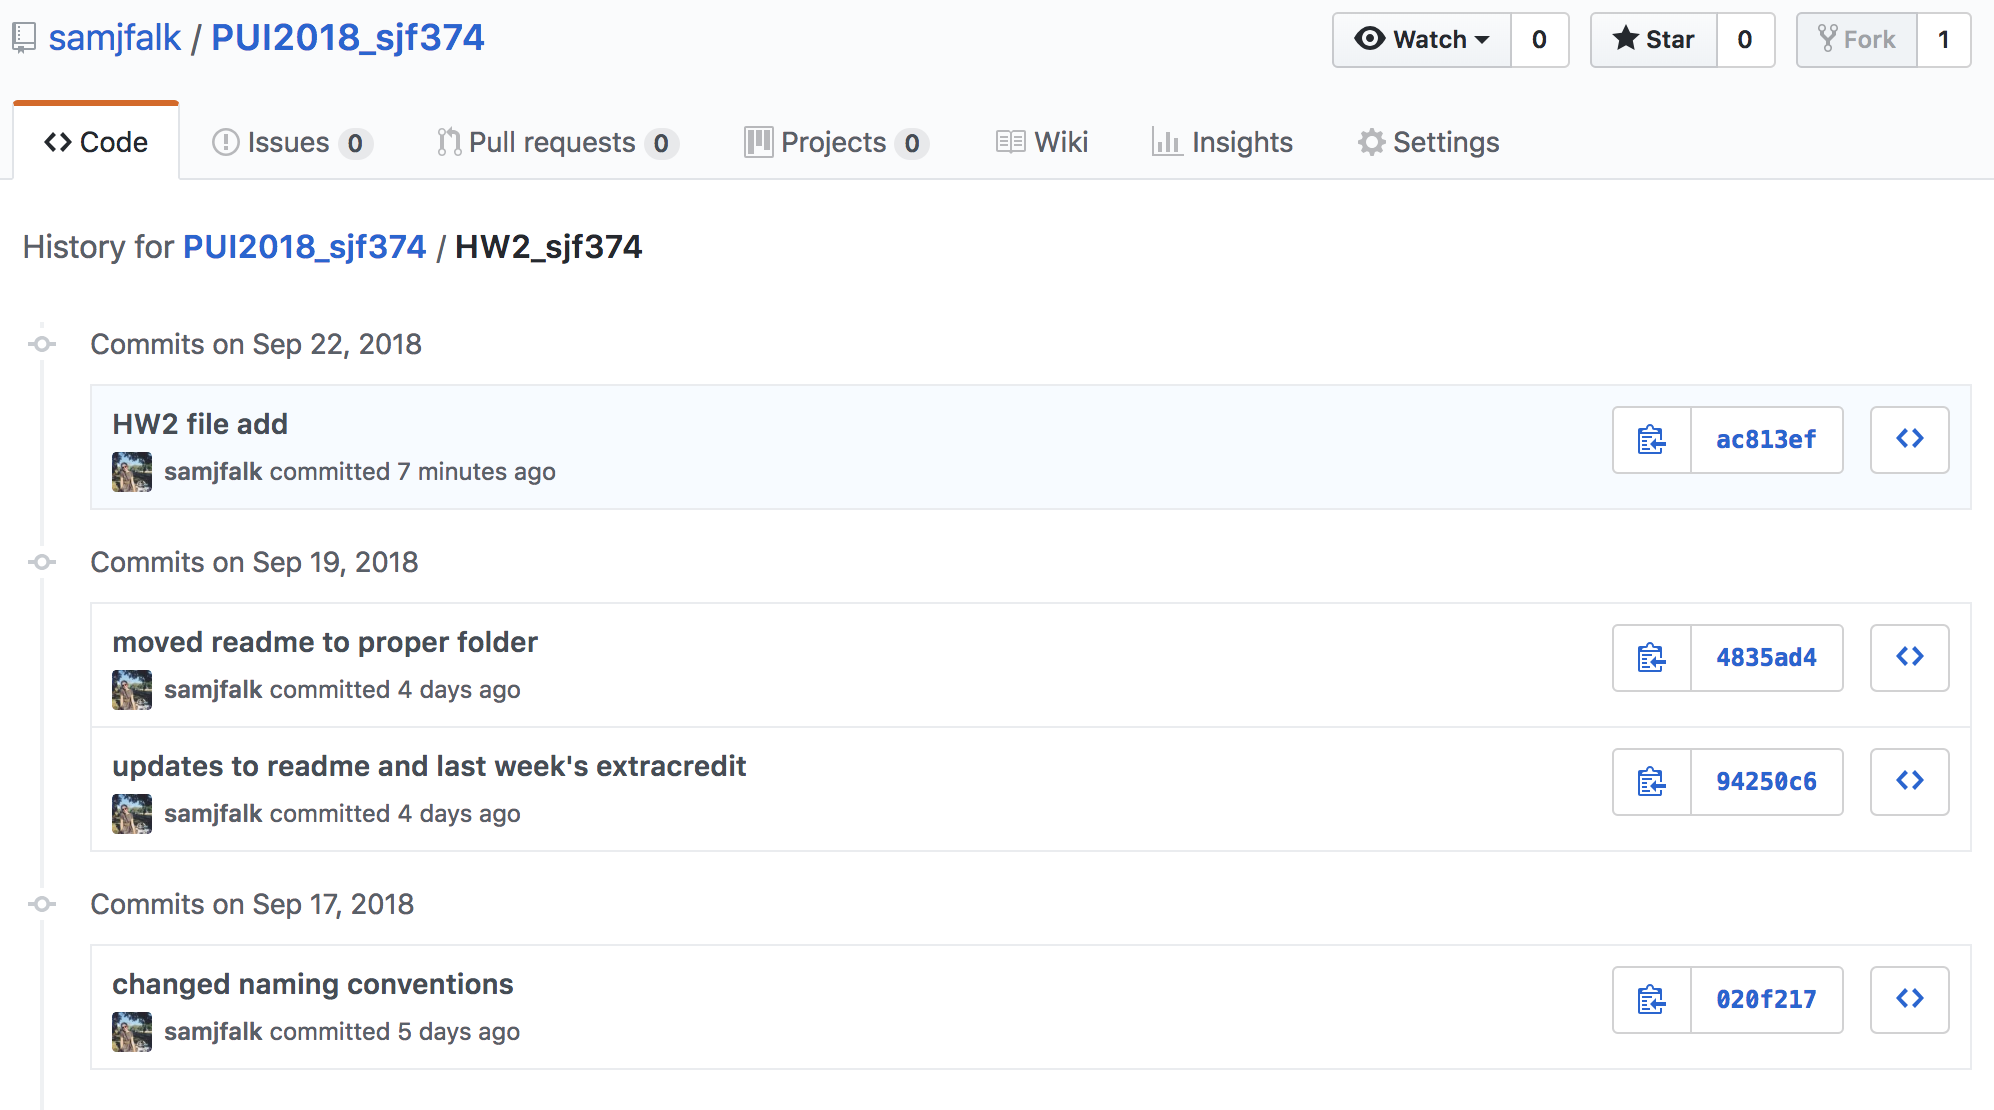 samjfalk / PUI2018_sjf374
Watch 0 Star 0 Fork 1
Code Issues 0 Pull requests 0 Projects 0 Wiki Insights Settings
History for PUI2018_sjf374 / HW2_sjf374
Commits on Sep 22, 2018
HW2 file add
samjfalk committed 7 minutes ago
ac813ef
Commits on Sep 19, 2018
moved readme to proper folder
samjfalk committed 4 days ago
4835ad4
updates to readme and last week's extracredit
samjfalk committed 4 days ago
94250c6
Commits on Sep 17, 2018
changed naming conventions
samjfalk committed 5 days ago
020f217